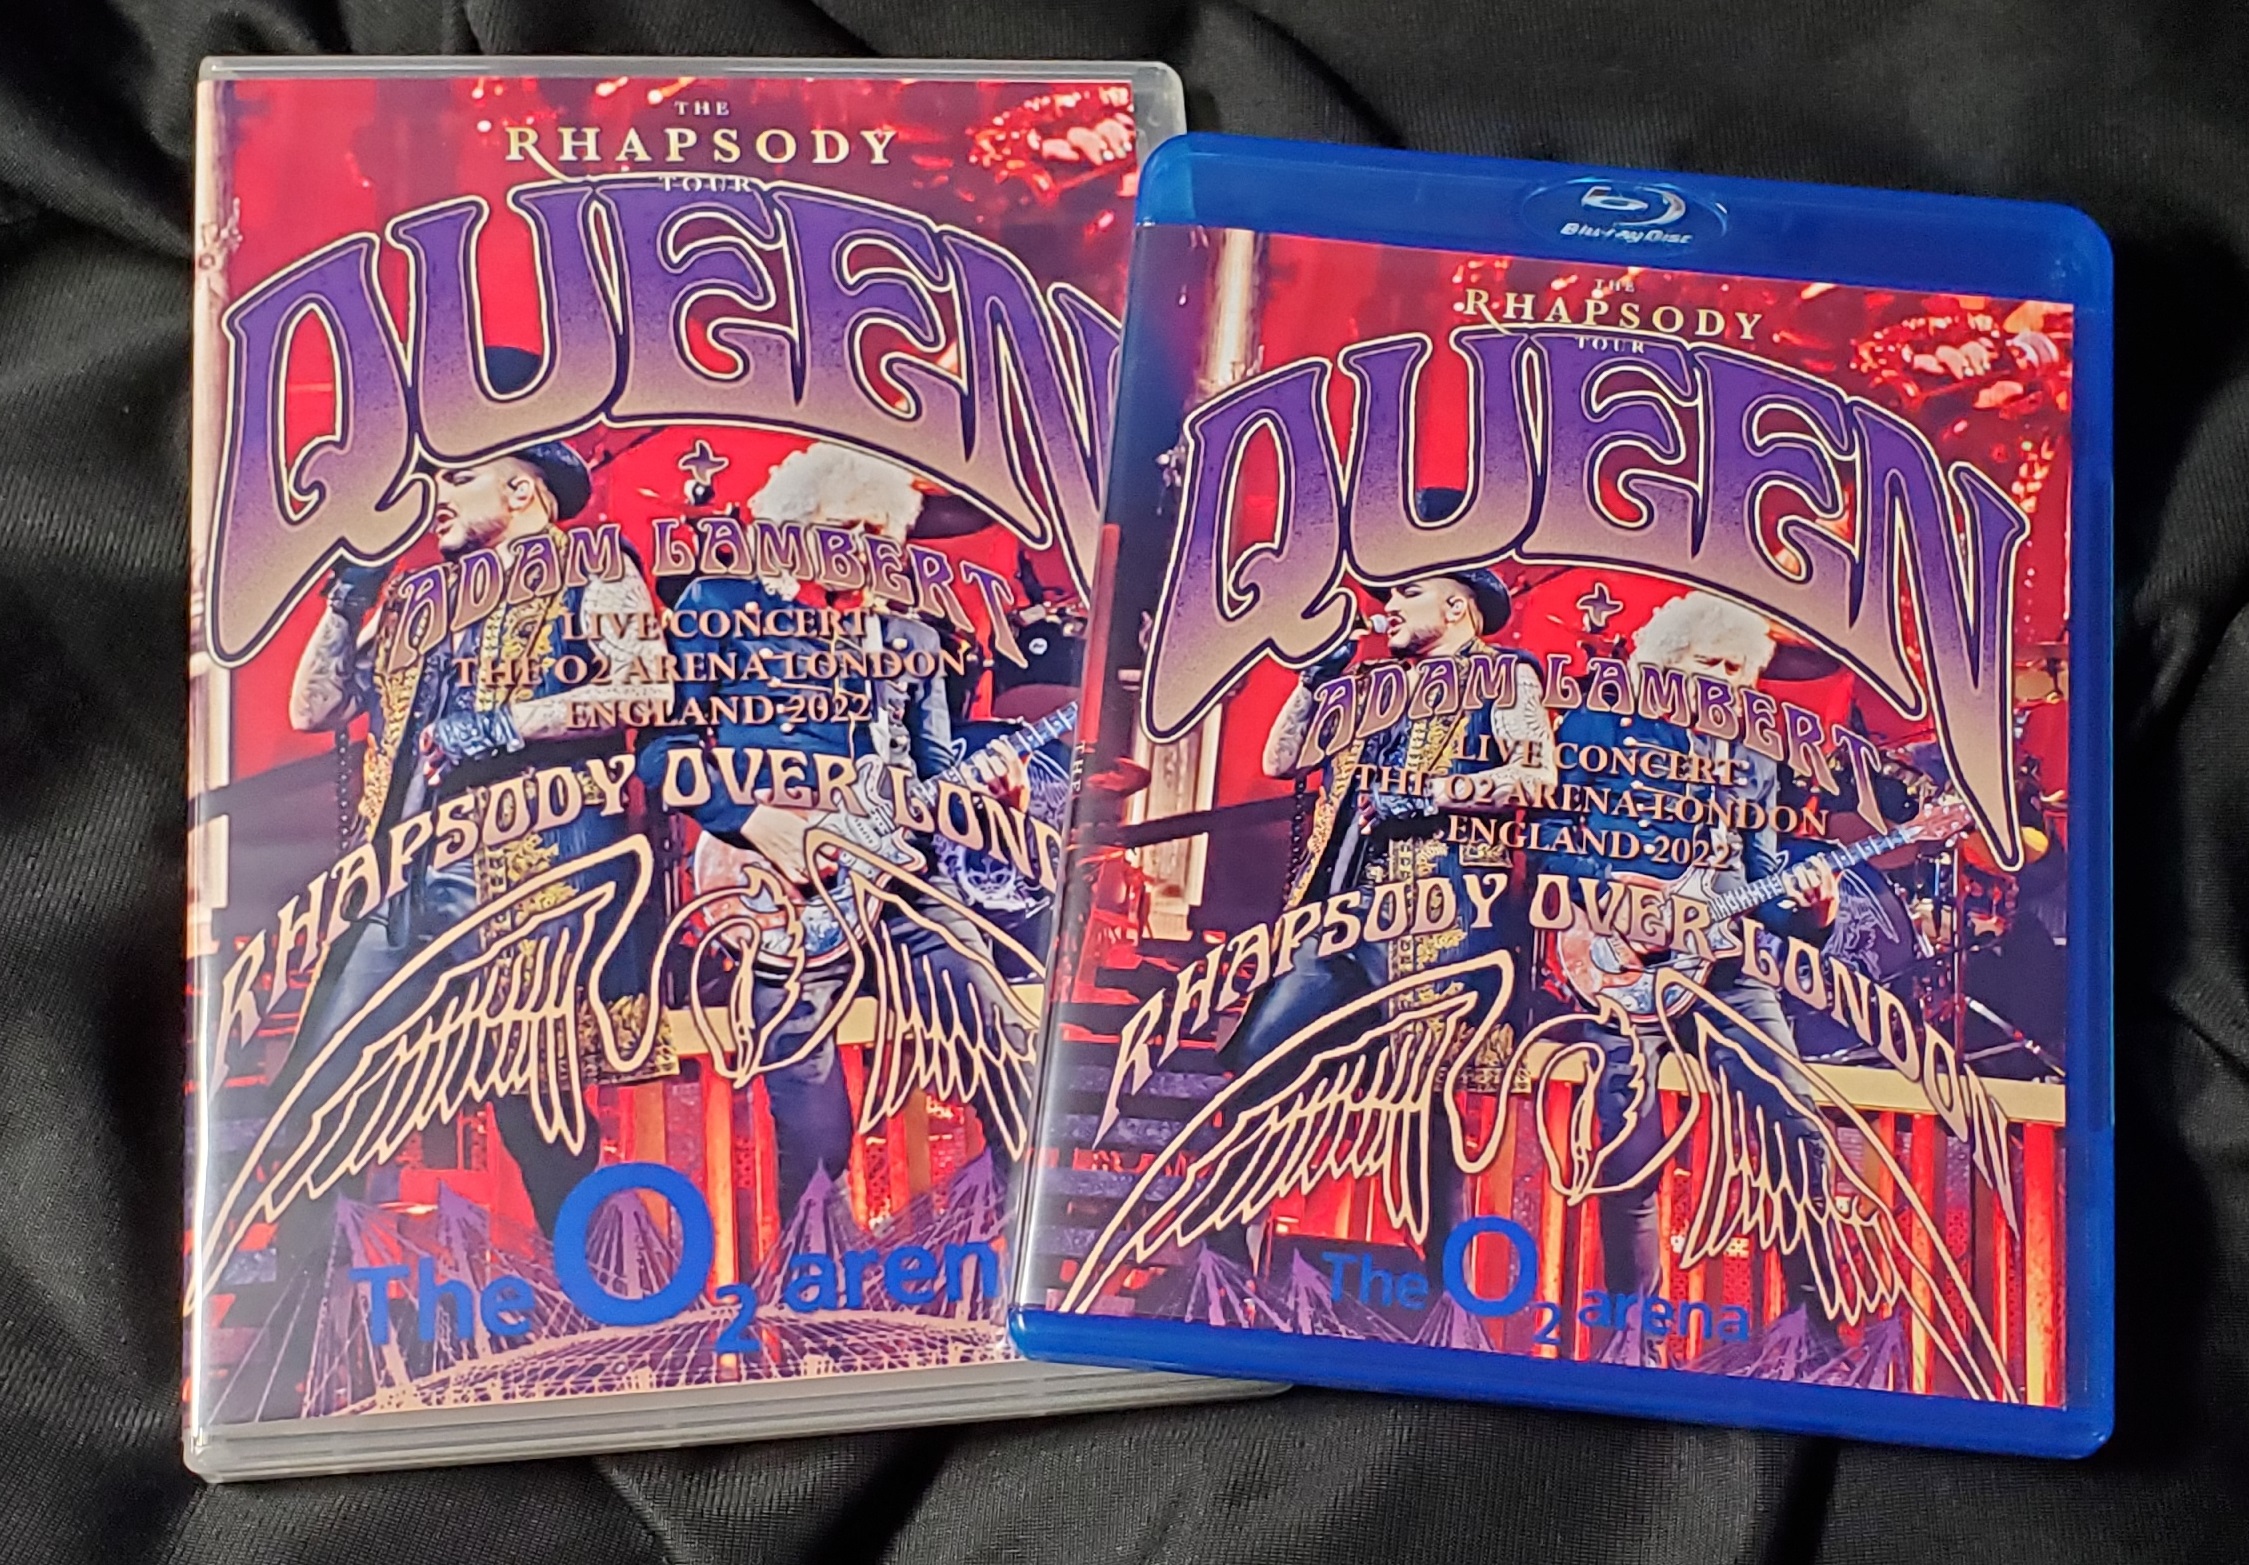 THE
RHAPSODY
TOUR
QUEEN
+
ADAM LAMBERT
LIVE CONCERT
THE O2 ARENA•LONDON
ENGLAND•2022
RHAPSODY OVER LOND
The O2 aren
Blu-ray Disc
THE
RHAPSODY
TOUR
QUEEN
+
ADAM LAMBERT
LIVE CONCERT
THE O2 ARENA•LONDON
ENGLAND•2022
RHAPSODY OVER LONDON
The O2 arena
THE